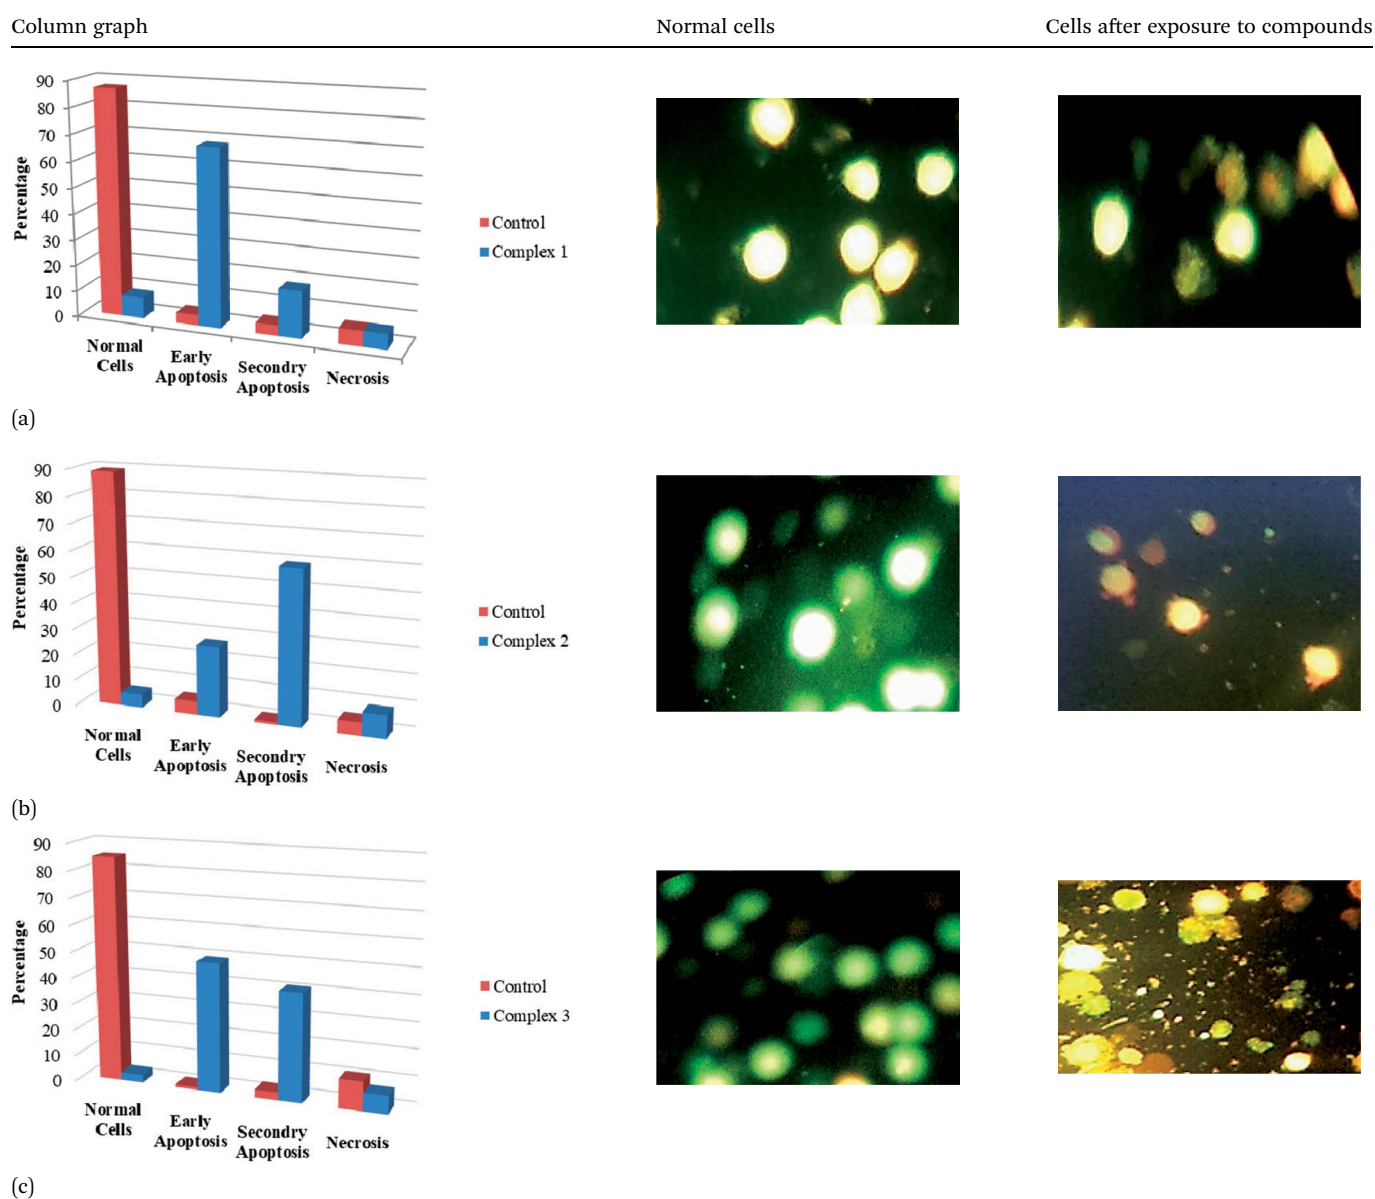 Column graph
Normal cells
Cells after exposure to compounds
90
80
70
60
50
40
30
20
10
0
Percentage
Normal
Cells
Early
Apoptosis
Secondry
Apoptosis
Necrosis
Control
Complex 1
(a)
90
80
70
60
50
40
30
20
10
0
Percentage
Normal
Cells
Early
Apoptosis
Secondry
Apoptosis
Necrosis
Control
Complex 2
(b)
90
80
70
60
50
40
30
20
10
0
Percentage
Normal
Cells
Early
Apoptosis
Secondry
Apoptosis
Necrosis
Control
Complex 3
(c)